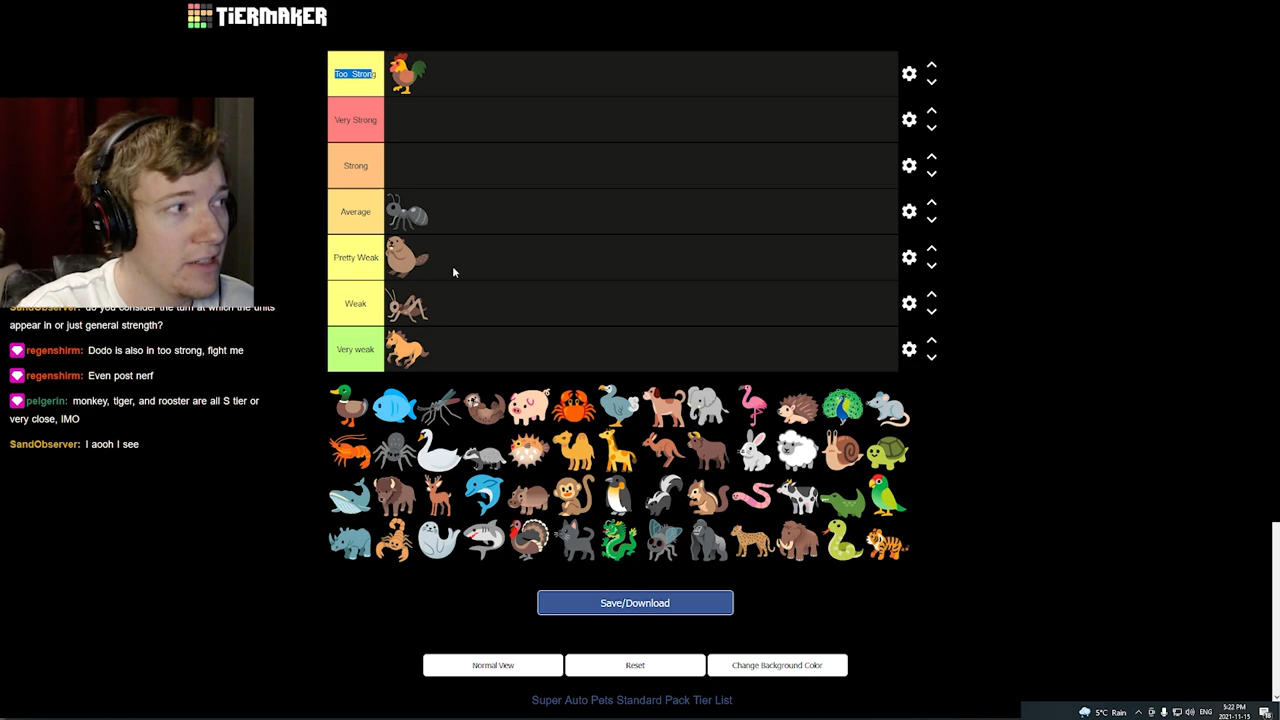 TiERMAKER
Too Strong
Very Strong
Strong
Average
Pretty Weak
Weak
Very weak
SandObserver: do you consider the turn at which the units
appear in or just general strength?
regenshirm: Dodo is also in too strong, fight me
regenshirm: Even post nerf
pelgerin: monkey, tiger, and rooster are all S tier or
very close, IMO
SandObserver: I aooh I see
Save/Download
Normal View
Reset
Change Background Color
Super Auto Pets Standard Pack Tier List
5°C Rain
ENG
5:22 PM
2021-11-15